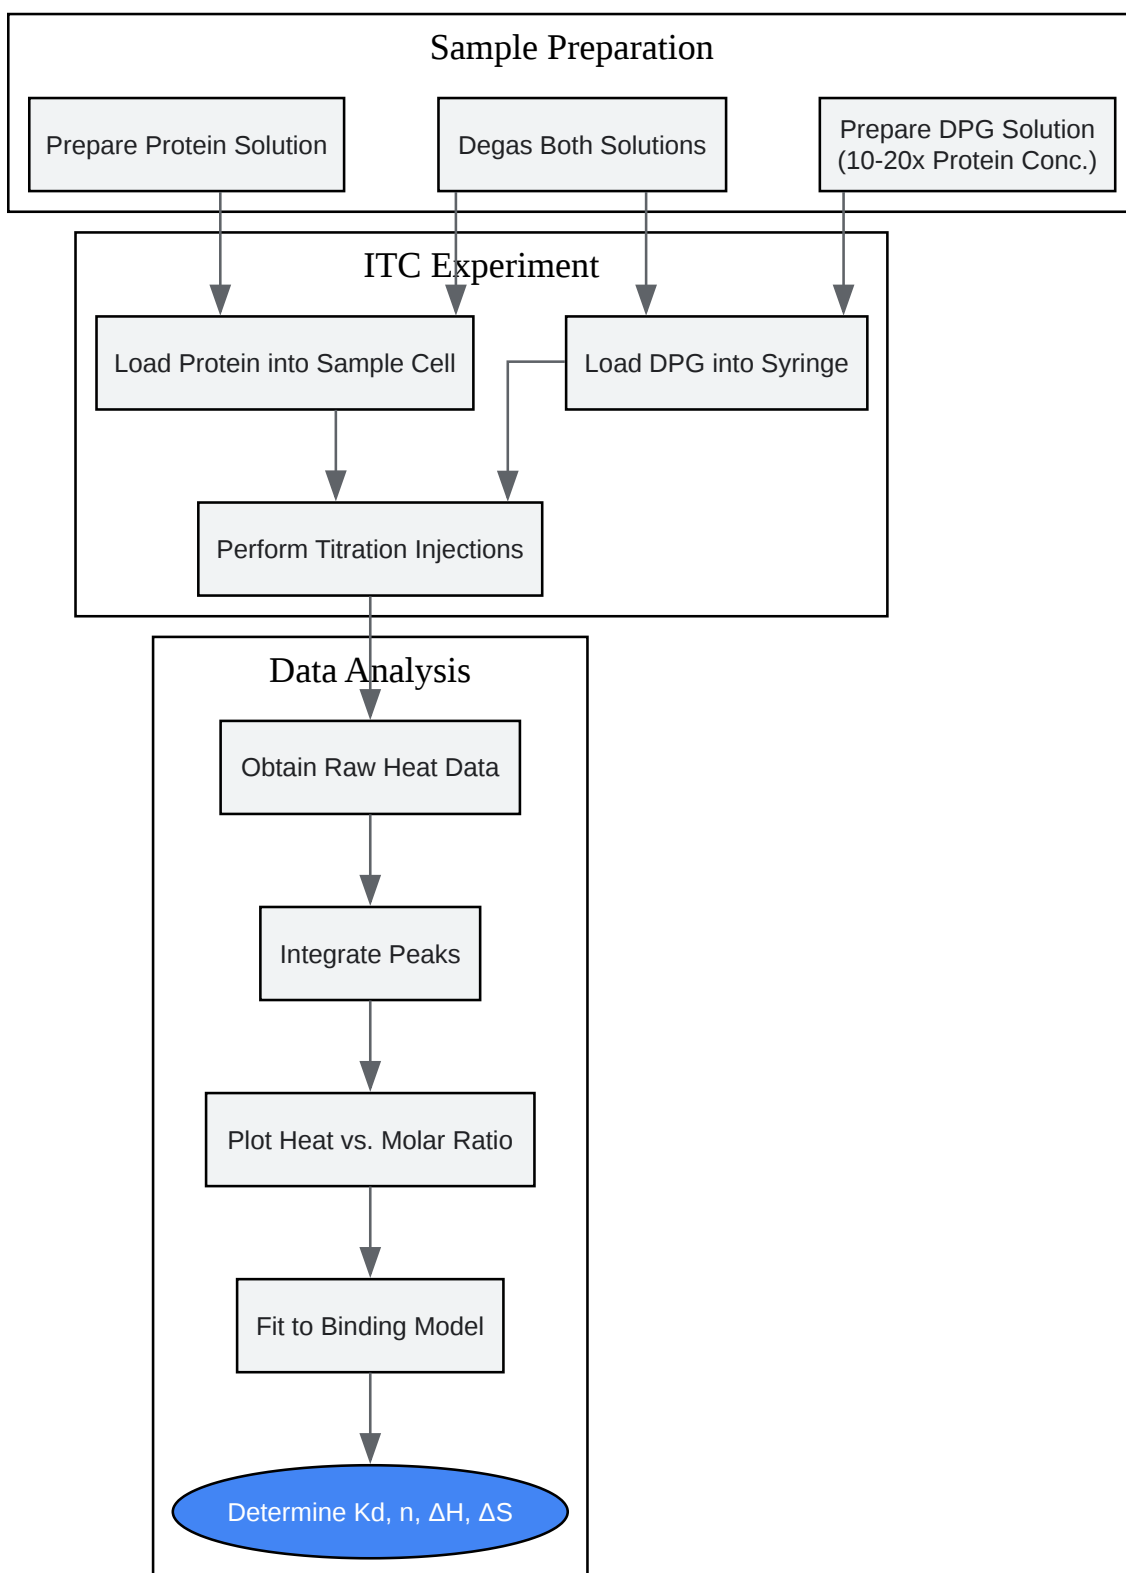 Sample Preparation
Prepare Protein Solution
Degas Both Solutions
Prepare DPG Solution
(10-20x Protein Conc.)
ITC Experiment
Load Protein into Sample Cell
Load DPG into Syringe
Perform Titration Injections
Data Analysis
Obtain Raw Heat Data
Integrate Peaks
Plot Heat vs. Molar Ratio
Fit to Binding Model
Determine Kd, n, ΔH, ΔS